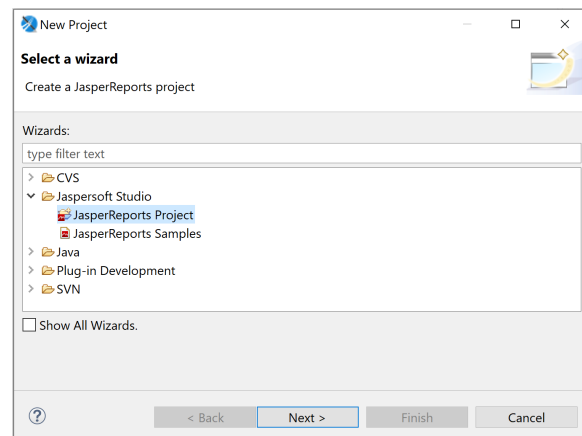 New Project
Select a wizard
Create a JasperReports project
Wizards:
type filter text
CVS
Jaspersoft Studio
JasperReports Project
JasperReports Samples
Java
Plug-in Development
SVN
Show All Wizards.
?
< Back Next > Finish Cancel